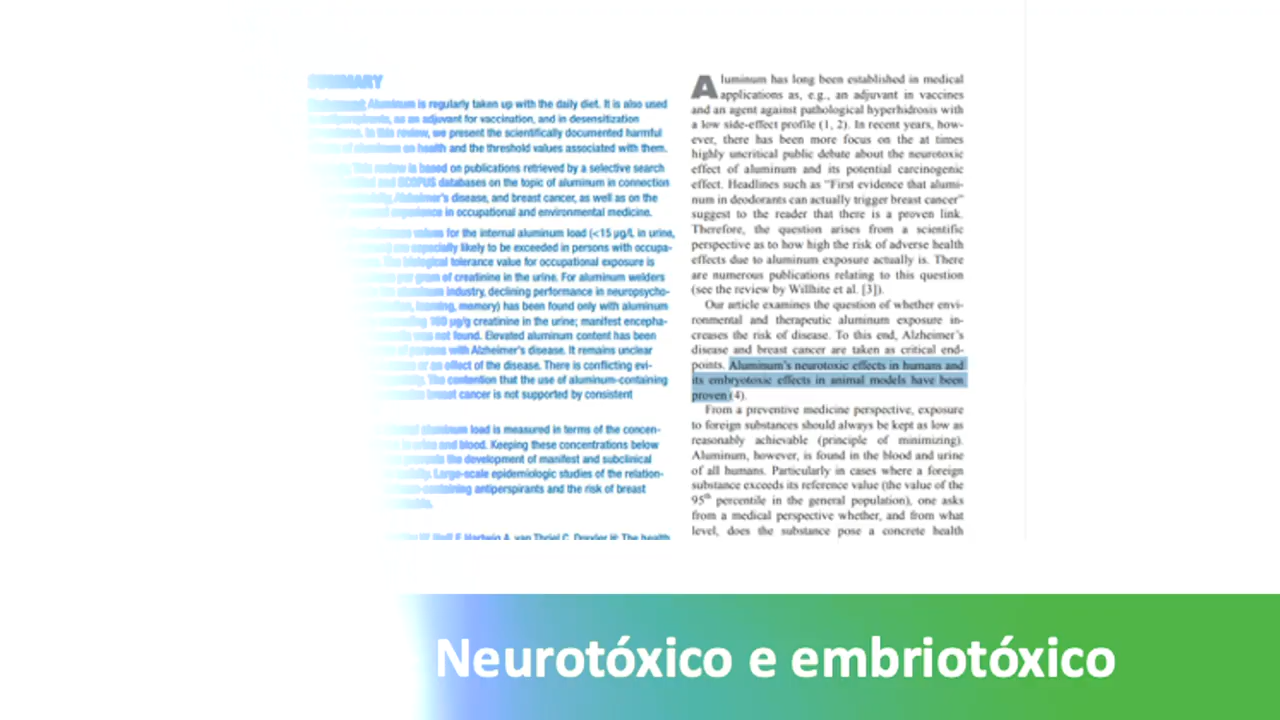 SUMMARY
Aluminum is regularly taken up with the daily diet. It is also used
as an adjuvant for vaccination, and in desensitization
In this review, we present the scientifically documented harmful
of aluminum on health and the threshold values associated with them.
This review is based on publications retrieved by a selective search
and SCOPUS databases on the topic of aluminum in connection
Alzheimer's disease, and breast cancer, as well as on the
experience in occupational and environmental medicine.
values for the internal aluminum load (<15 µg/L in urine,
are especially likely to be exceeded in persons with occupa-
The biological tolerance value for occupational exposure is
per gram of creatinine in the urine. For aluminum welders
aluminum industry, declining performance in neuropsycho-
learning, memory) has been found only with aluminum
100 µg/g creatinine in the urine; manifest encepha-
was not found. Elevated aluminum content has been
of persons with Alzheimer's disease. It remains unclear
or an effect of the disease. There is conflicting evi-
The contention that the use of aluminum-containing
breast cancer is not supported by consistent
aluminum load is measured in terms of the concen-
in urine and blood. Keeping these concentrations below
the development of manifest and subclinical
Large-scale epidemiologic studies of the relation-
antiperspirants and the risk of breast
Hartwig A, van Thriel C, Drexler H: The health
Aluminum has long been established in medical
applications as, e.g., an adjuvant in vaccines
and an agent against pathological hyperhidrosis with
a low side-effect profile (1, 2). In recent years, how-
ever, there has been more focus on the at times
highly uncritical public debate about the neurotoxic
effect of aluminum and its potential carcinogenic
effect. Headlines such as "First evidence that alumi-
num in deodorants can actually trigger breast cancer"
suggest to the reader that there is a proven link.
Therefore, the question arises from a scientific
perspective as to how high the risk of adverse health
effects due to aluminum exposure actually is. There
are numerous publications relating to this question
(see the review by Willhite et al. [3]).
Our article examines the question of whether envi-
ronmental and therapeutic aluminum exposure in-
creases the risk of disease. To this end, Alzheimer's
disease and breast cancer are taken as critical end-
points. Aluminum's neurotoxic effects in humans and
its embryotoxic effects in animal models have been
proven (4).
From a preventive medicine perspective, exposure
to foreign substances should always be kept as low as
reasonably achievable (principle of minimizing).
Aluminum, however, is found in the blood and urine
of all humans. Particularly in cases where a foreign
substance exceeds its reference value (the value of the
95th percentile in the general population), one asks
from a medical perspective whether, and from what
level, does the substance pose a concrete health
Neurotóxico e embriotóxico